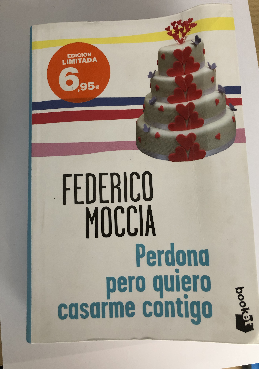 EDICIÓN
LIMITADA
6,95€
FEDERICO
MOCCIA
Perdona
pero quiero
casarme contigo
booket